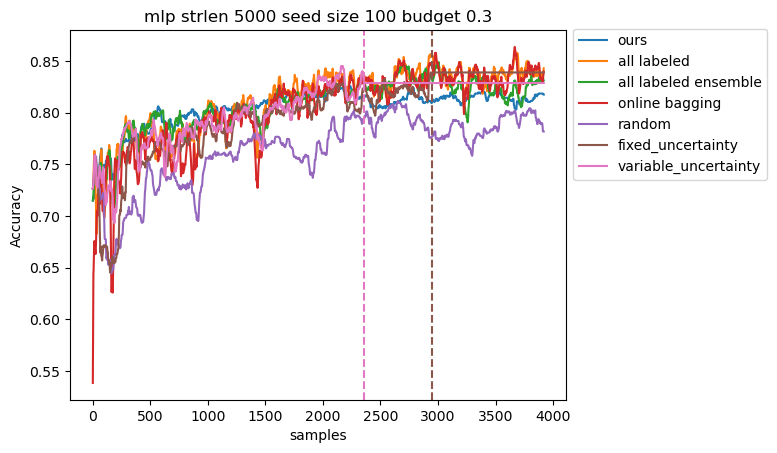 mlp strlen 5000 seed size 100 budget 0.3
ours
all labeled
all labeled ensemble
online bagging
random
fixed_uncertainty
variable_uncertainty
0.85
0.80
0.75
0.70
0.65
0.60
0.55
Accuracy
0
500
1000
1500
2000
2500
3000
3500
4000
samples